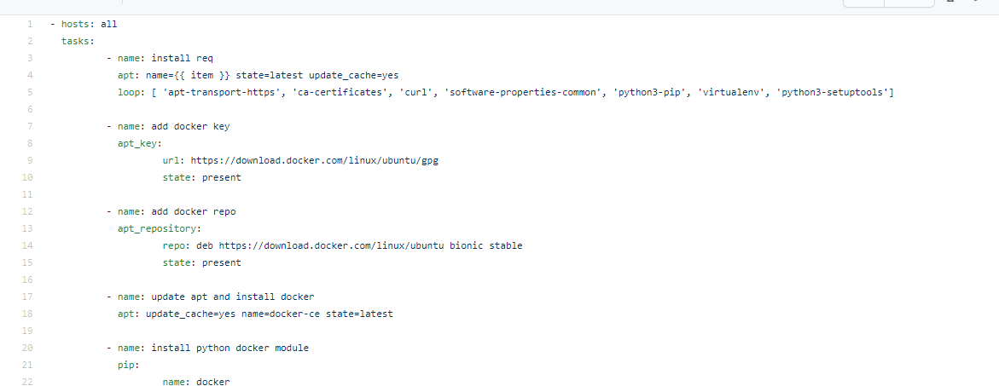 1 - hosts: all
2 tasks:
3 - name: install req
4 apt: name={{ item }} state=latest update_cache=yes
5 loop: [ 'apt-transport-https', 'ca-certificates', 'curl', 'software-properties-common', 'python3-pip', 'virtualenv', 'python3-setuptools']
6
7 - name: add docker key
8 apt_key:
9 url: https://download.docker.com/linux/ubuntu/gpg
10 state: present
11
12 - name: add docker repo
13 apt_repository:
14 repo: deb https://download.docker.com/linux/ubuntu bionic stable
15 state: present
16
17 - name: update apt and install docker
18 apt: update_cache=yes name=docker-ce state=latest
19
20 - name: install python docker module
21 pip:
22 name: docker